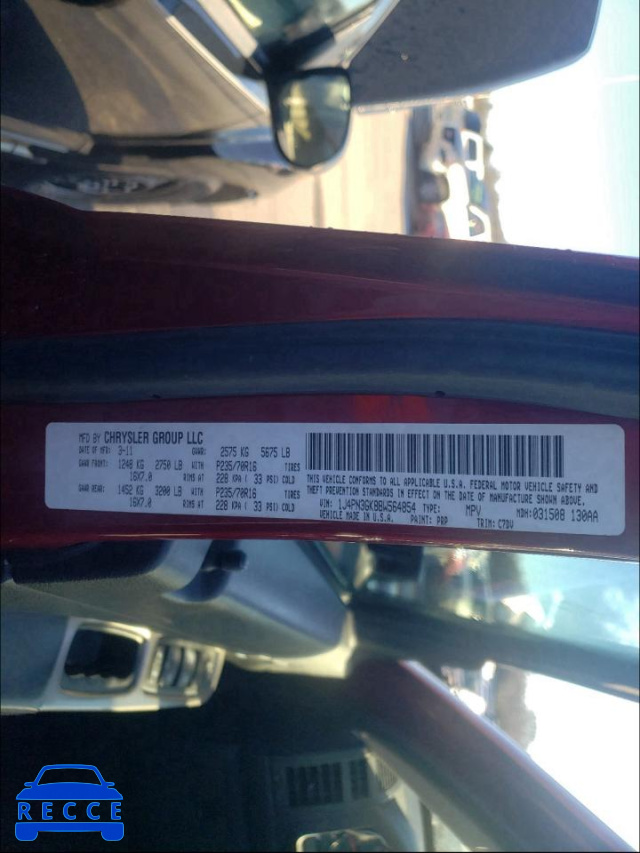 MFD BY CHRYSLER GROUP LLC
DATE OF MFR: 3-11 GVWR: 2575 KG 5675 LB
GAWR FRONT: 1248 KG 2750 LB WITH P235/70R16 TIRES
16X7.0 RIMS AT 228 KPA ( 33 PSI) COLD
GAWR REAR: 1452 KG 3200 LB WITH P235/70R16 TIRES
16X7.0 RIMS AT 228 KPA ( 33 PSI) COLD
THIS VEHICLE CONFORMS TO ALL APPLICABLE U.S.A. FEDERAL MOTOR VEHICLE SAFETY,
BUMPER, AND THEFT PREVENTION STANDARDS IN EFFECT ON THE DATE OF MANUFACTURE SHOWN ABOVE.
VIN: 1J4PN3GK8BW564054 TYPE: MPV MDH: 031508 130AA
VEHICLE MADE IN U.S.A. PAINT: PRP TRIM: C7DV
RECCE